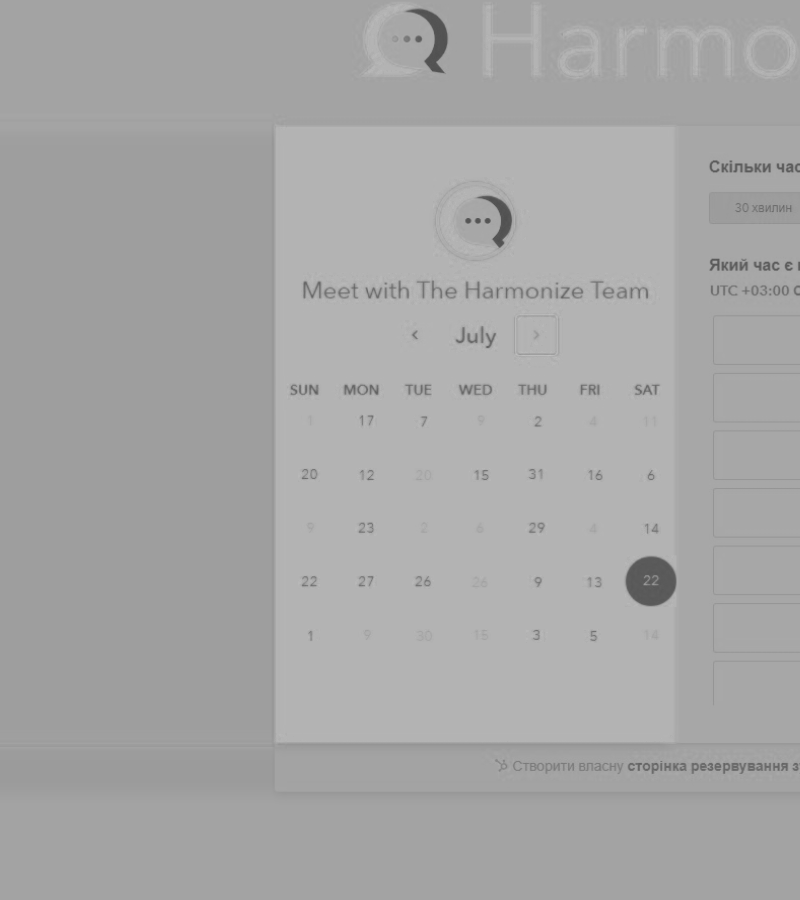 Harmo
Meet with The Harmonize Team
July
SUN MON TUE WED THU FRI SAT
1 17 7 9 2 4 11
20 12 20 15 31 16 6
9 23 2 6 29 4 14
22 27 26 26 9 13 22
1 9 30 15 3 5 14
Скільки час
30 хвилин
Який час є
UTC +03:00
Створити власну сторінка резервування з